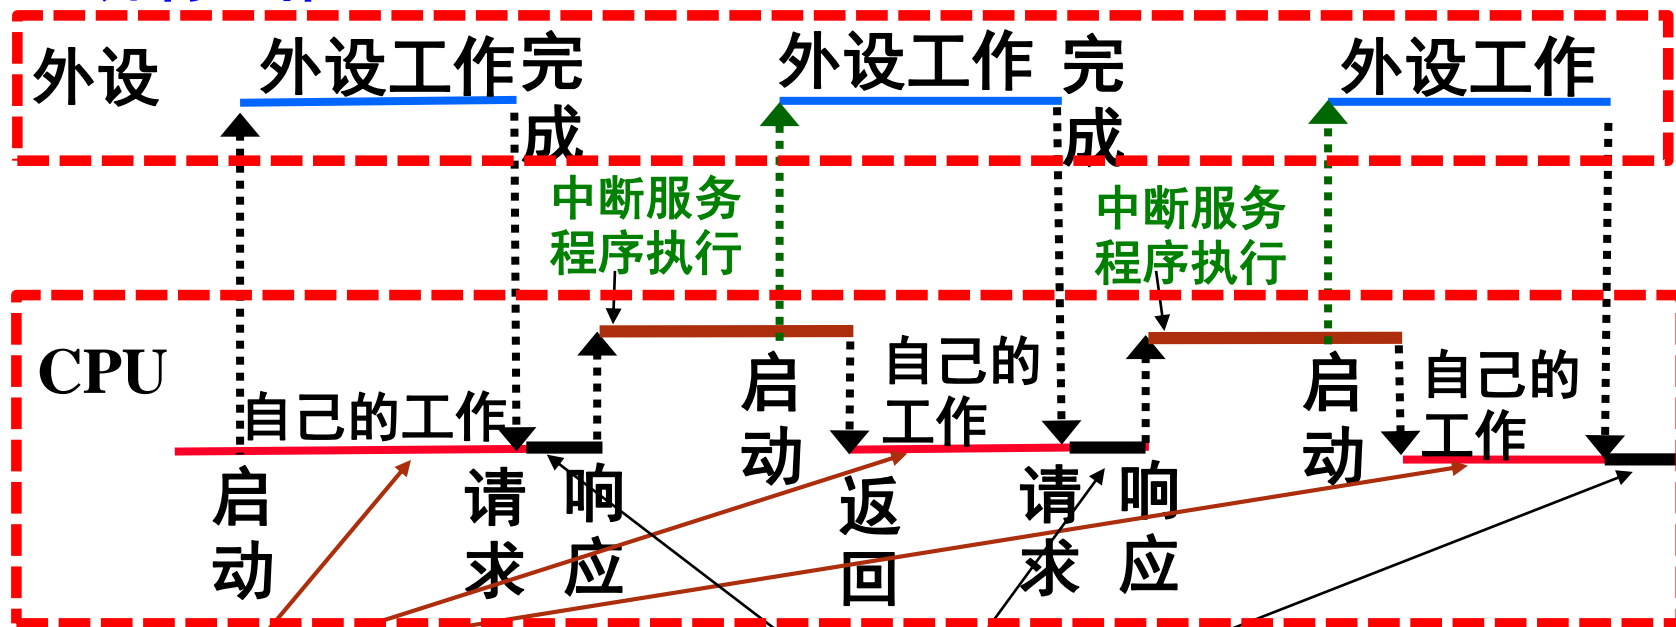 外设
外设工作
完
成
外设工作
完
成
外设工作
中断服务
程序执行
中断服务
程序执行
CPU
自己的工作
启
动
请
求
响
应
启
动
自己的
工作
返
回
请
求
响
应
启
动
自己的
工作